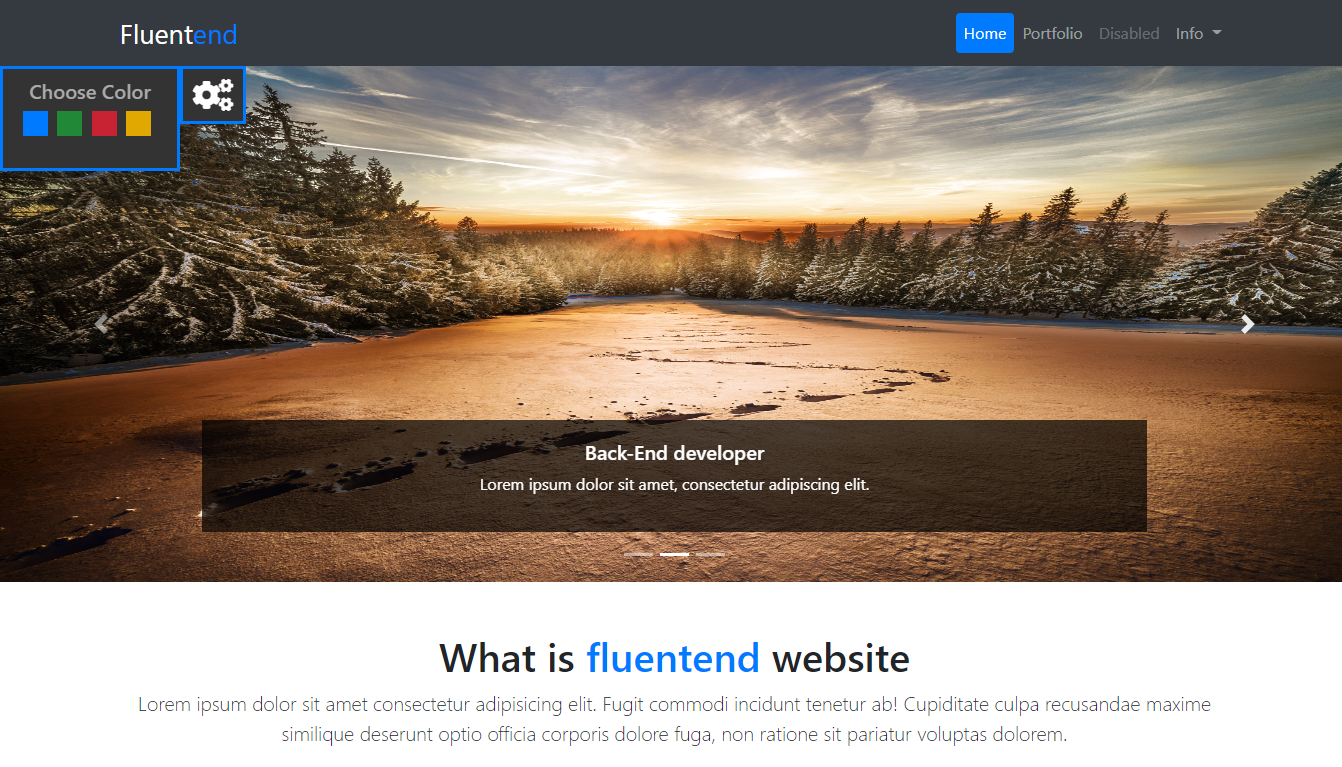 Fluentend
Home Portfolio Disabled Info
Choose Color
Back-End developer
Lorem ipsum dolor sit amet, consectetur adipiscing elit.
What is fluentend website
Lorem ipsum dolor sit amet consectetur adipisicing elit. Fugit commodi incidunt tenetur ab! Cupiditate culpa recusandae maxime
similique deserunt optio officia corporis dolore fuga, non ratione sit pariatur voluptas dolorem.